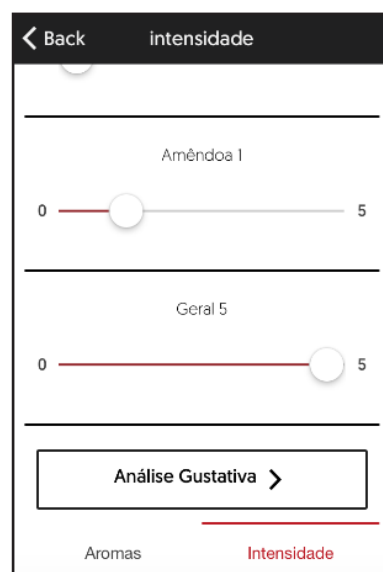 Back intensidade
Amêndoa 1
0 5
Geral 5
0 5
Análise Gustativa
Aromas Intensidade